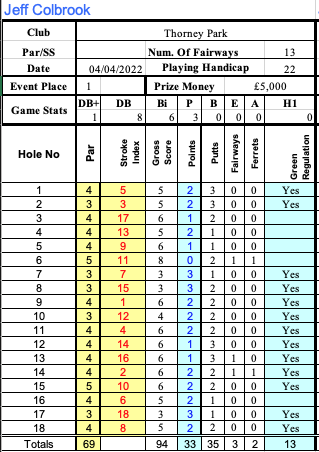 Jeff Colbrook
Club Thorney Park
Par/SS Num. Of Fairways 13
Date 04/04/2022 Playing Handicap 22
Event Place 1 Prize Money £5,000
Game Stats DB+ DB Bi P B E A H1
1 8 6 3 0 0 0 0
Hole No Par Stroke Index Gross Score Points Putts Fairways Ferrets Green Regulation
1 4 5 5 2 3 0 0 Yes
2 3 3 5 2 3 0 0 Yes
3 4 17 6 1 2 0 0
4 4 13 5 2 1 0 0
5 4 9 6 1 1 0 0
6 5 11 8 0 2 1 1
7 3 7 3 3 1 0 0 Yes
8 3 15 3 3 2 0 0 Yes
9 4 1 6 2 2 0 0 Yes
10 3 12 4 2 2 0 0 Yes
11 4 4 6 2 2 0 0 Yes
12 4 14 6 1 3 0 0 Yes
13 4 16 6 1 3 1 0 Yes
14 4 2 6 2 2 1 1 Yes
15 5 10 6 2 2 0 0 Yes
16 4 6 5 2 1 0 0
17 3 18 3 3 1 0 0 Yes
18 4 8 5 2 2 0 0 Yes
Totals 69 94 33 35 3 2 13